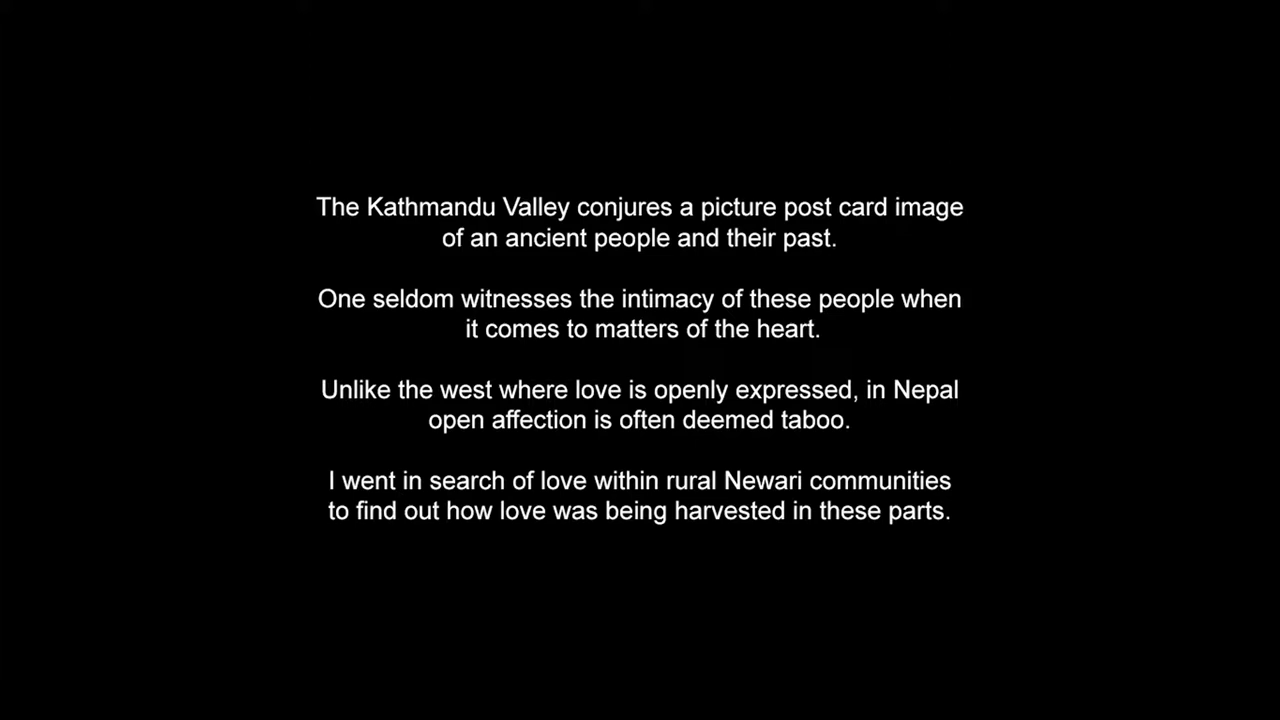 The Kathmandu Valley conjures a picture post card image
of an ancient people and their past.
One seldom witnesses the intimacy of these people when
it comes to matters of the heart.
Unlike the west where love is openly expressed, in Nepal
open affection is often deemed taboo.
I went in search of love within rural Newari communities
to find out how love was being harvested in these parts.